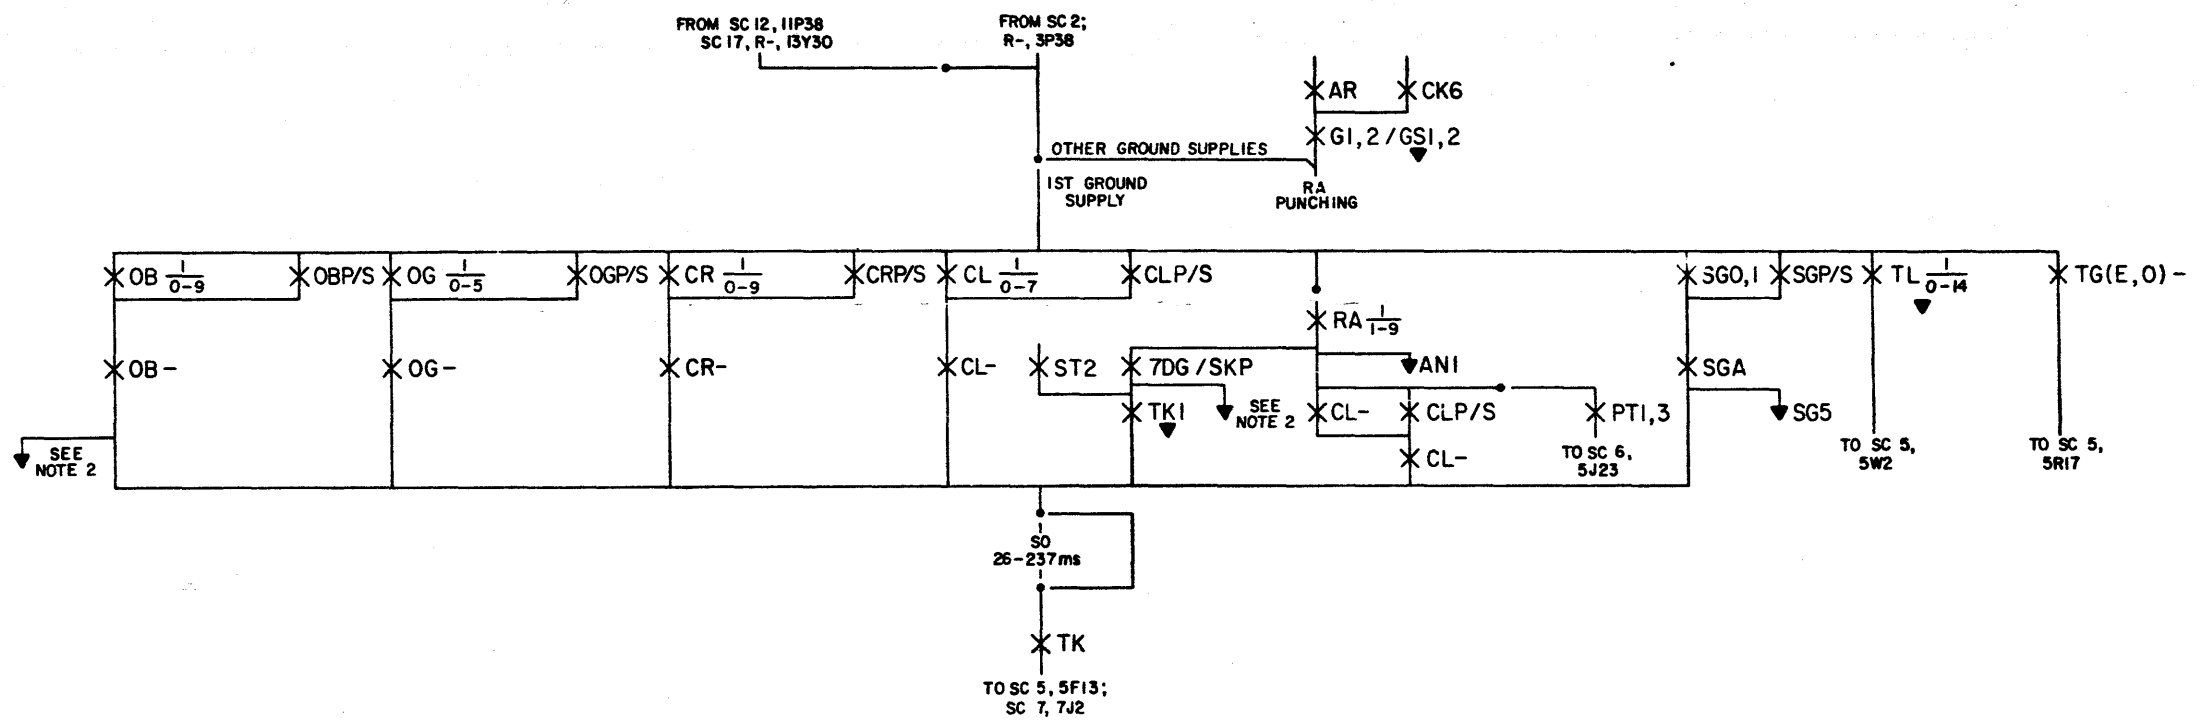 FROM SC 12, 11P38
SC 17, R-, 13Y30
FROM SC 2;
R-, 3P38
AR
CK6
G1, 2 / GS1, 2
OTHER GROUND SUPPLIES
1ST GROUND
SUPPLY
RA
PUNCHING
OB 1/0-9
OBP/S
OG 1/0-5
OGP/S
CR 1/0-9
CRP/S
CL 1/0-7
CLP/S
SG0, 1
SGP/S
TL 1/0-14
TG(E, O) -
RA 1/1-9
OB -
OG -
CR-
CL-
ST2
7DG / SKP
AN1
SGA
TK1
SEE
NOTE 2
CL-
CLP/S
PT1, 3
SG5
SEE
NOTE 2
CL-
TO SC 6,
5J23
TO SC 5,
5W2
TO SC 5,
5R17
SO
26-237ms
TK
TO SC 5, 5F13;
SC 7, 7J2